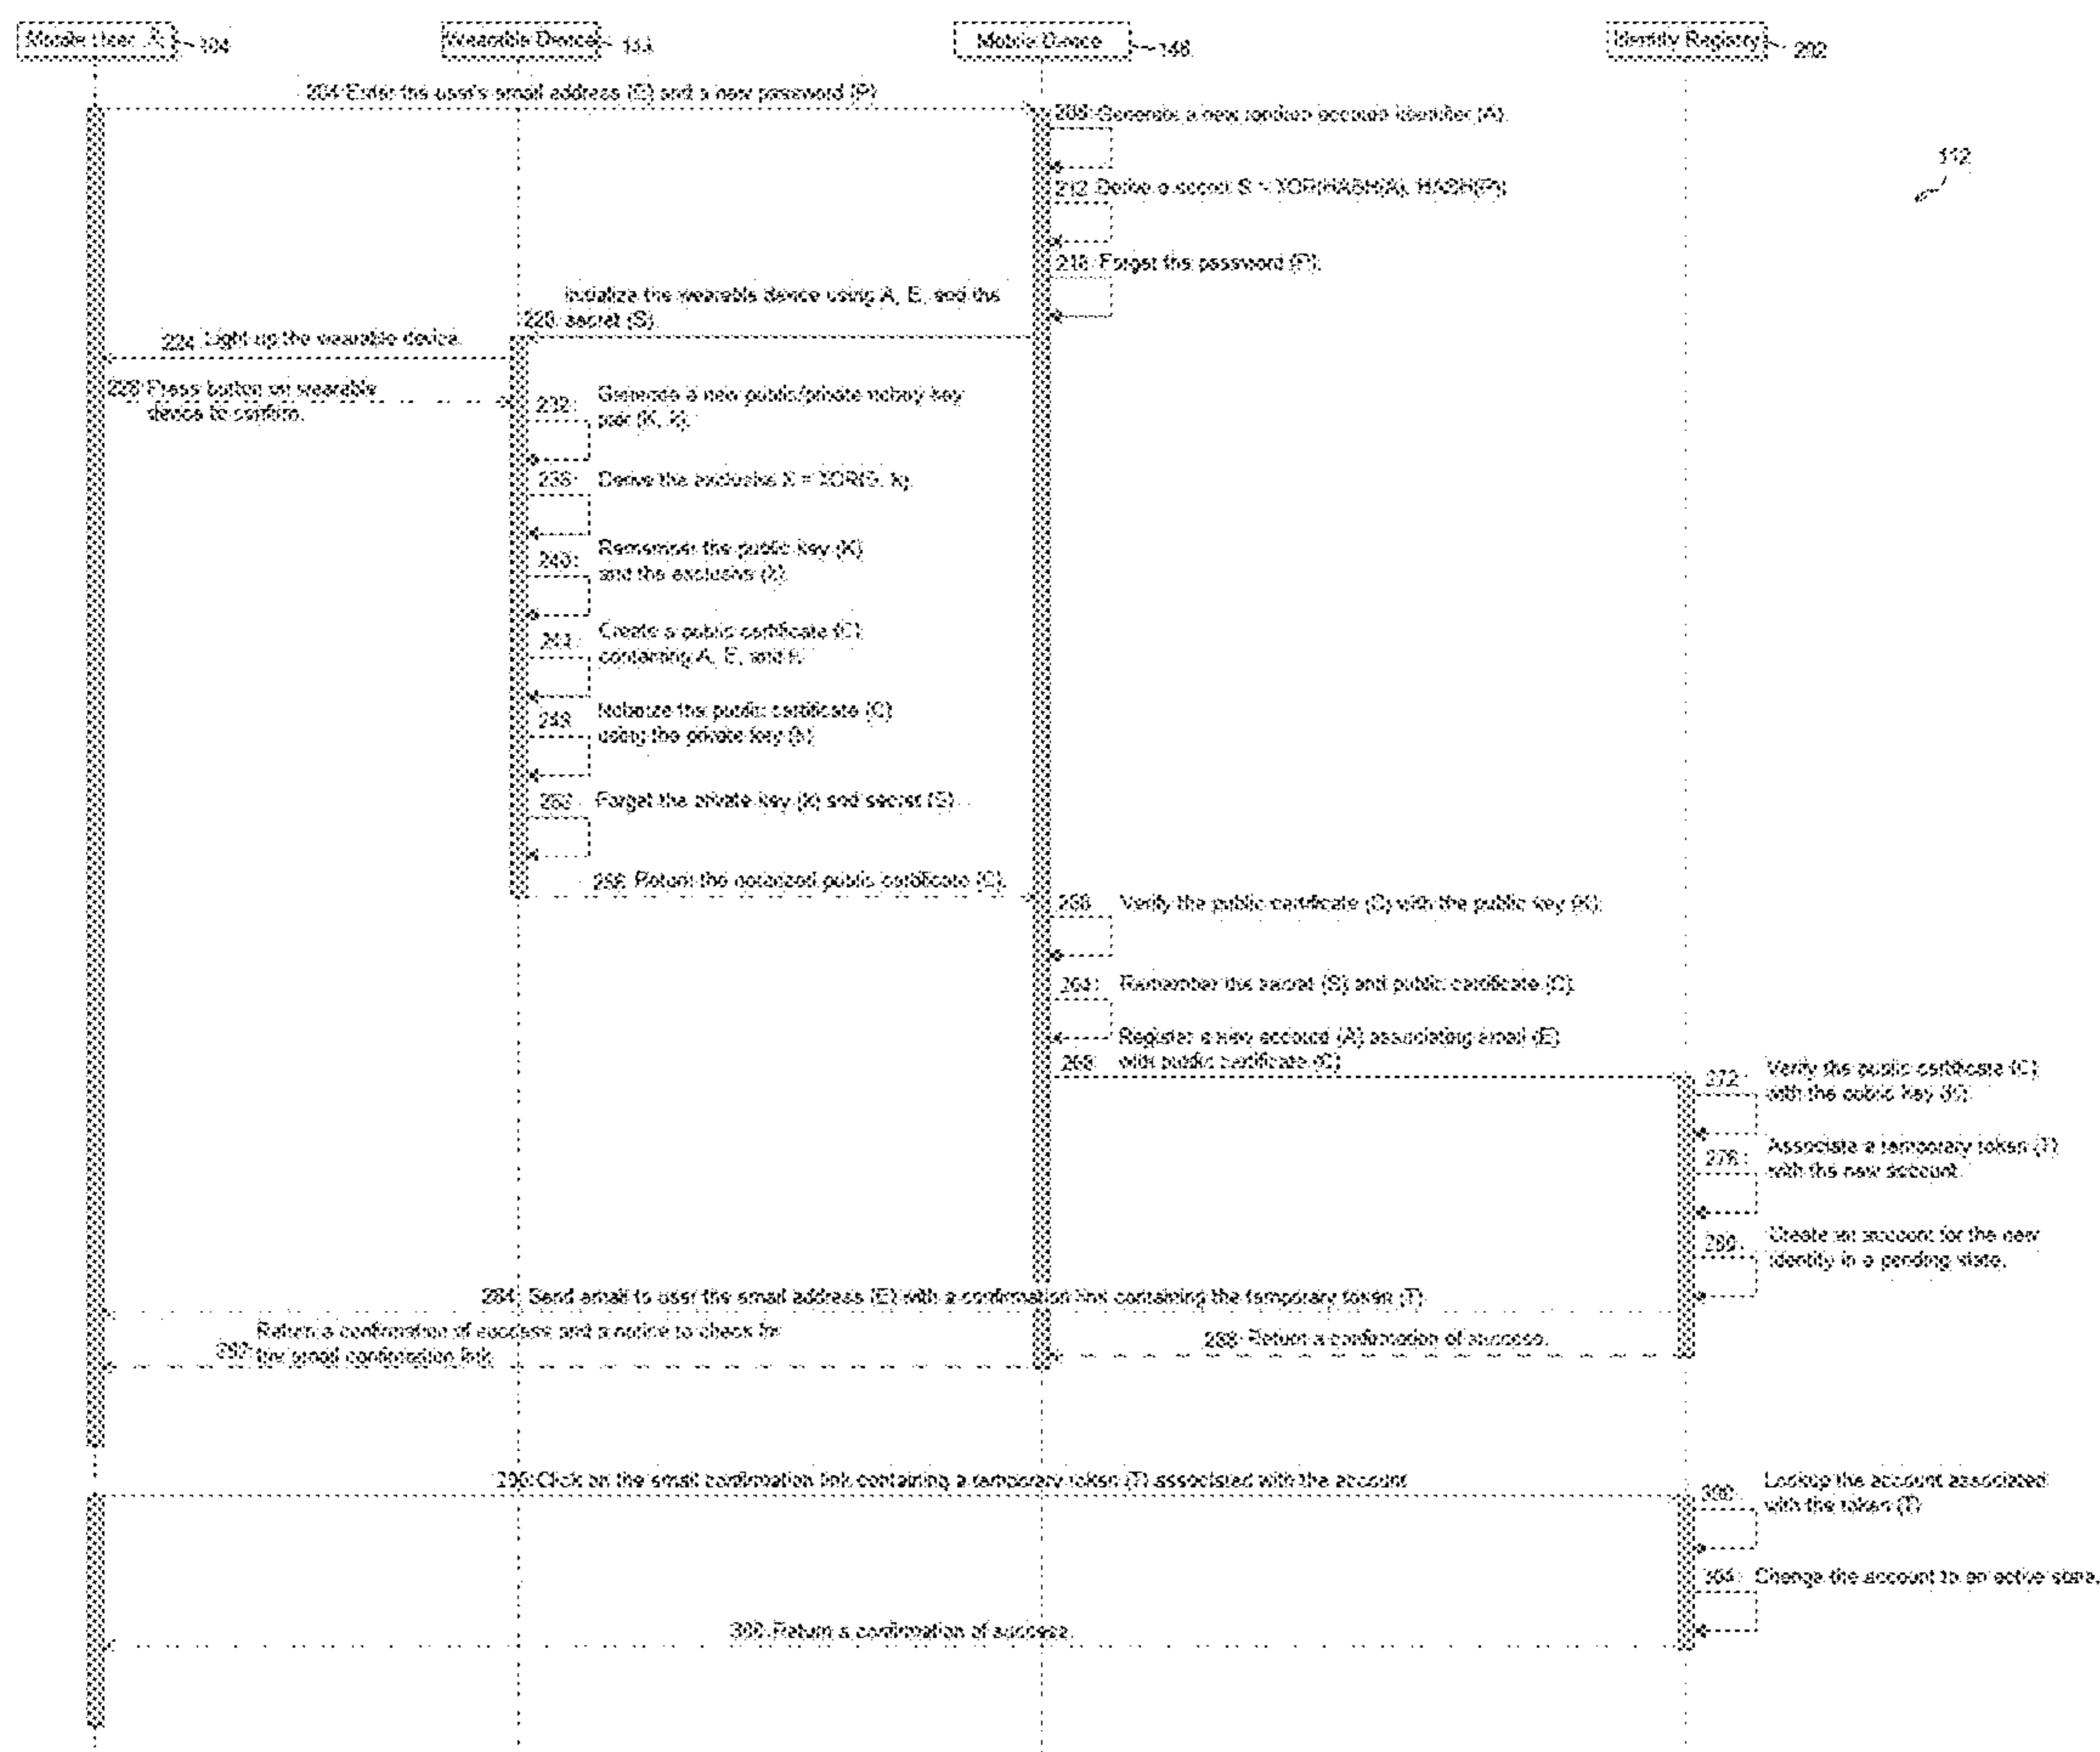 Mobile User
104
Wearable Device
Mobile Device
148
Identity Registry
202
204: Enter the user's email address (E) and a new password (P)
Generate a new random account identifier (A).
112
212: Derive a secret S = XOR(HASH(A), HASH(P))
216: Forget the password (P).
Initialize the wearable device using A, E, and the
220: secret (S).
224: Light up the wearable device.
228: Press button on wearable
device to confirm.
232: Generate a new public/private notary key
pair (K, k).
236: Derive the exclusive X = XOR(S, k).
240: Remember the public key (K)
and the exclusive (X).
244: Create a public certificate (C)
containing A, E, and K.
248: Notarize the public certificate (C)
using the private key (k)
252: Forget the private key (k) and secret (S)
256: Return the notarized public certificate (C).
Verify the public certificate (C) with the public key (K).
264: Remember the secret (S) and public certificate (C).
Register a new account (A) associating email (E)
268: with public certificate (C)
272: Verify the public certificate (C)
with the public key (K).
276: Associate a temporary token (T)
with the new account.
280: Create an account for the new
identity in a pending state.
284: Send email to user the email address (E) with a confirmation link containing the temporary token (T)
Return a confirmation of success and a notice to check for
292: the email confirmation link
288: Return a confirmation of success.
296: Click on the email confirmation link containing a temporary token (T) associated with the account
300: Lookup the account associated
with the token (T)
304: Change the account to an active state.
308: Return a confirmation of success.